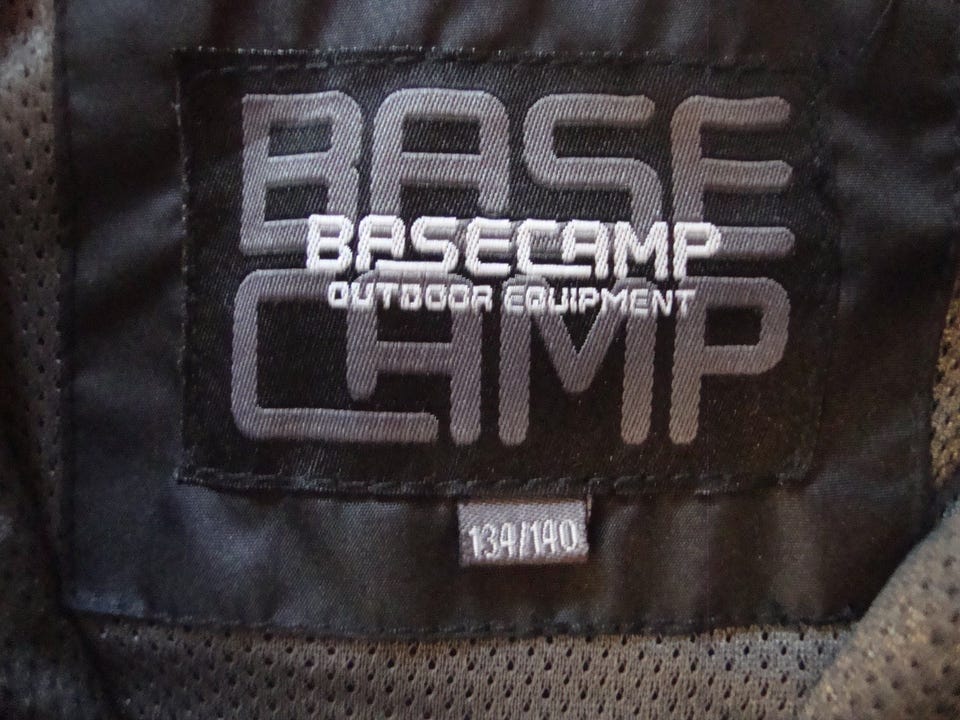 BASE
BASECAMP
OUTDOOR EQUIPMENT
CAMP
134/140